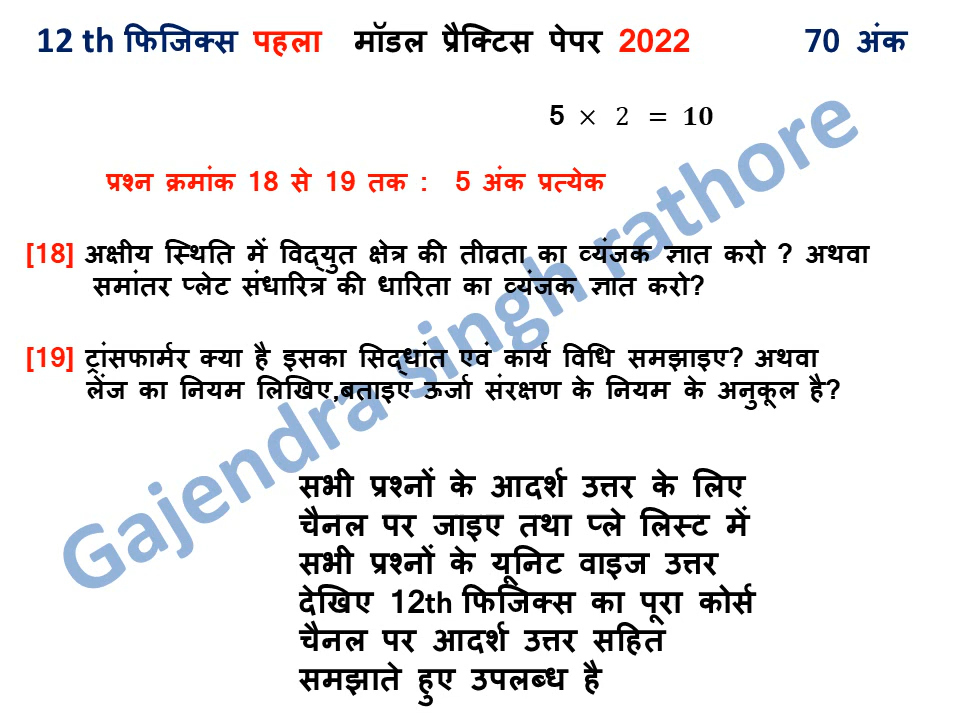 12 th फिजिक्स पहला मॉडल प्रैक्टिस पेपर 2022 70 अंक
5 × 2 = 10
प्रश्न क्रमांक 18 से 19 तक : 5 अंक प्रत्येक
[18] अक्षीय स्थिति में विद्युत क्षेत्र की तीव्रता का व्यंजक ज्ञात करो ? अथवा
समांतर प्लेट संधारित्र की धारिता का व्यंजक ज्ञात करो?
[19] ट्रांसफार्मर क्या है इसका सिद्धांत एवं कार्य विधि समझाइए? अथवा
लेंज का नियम लिखिए,बताइए ऊर्जा संरक्षण के नियम के अनुकूल है?
सभी प्रश्नों के आदर्श उत्तर के लिए
चैनल पर जाइए तथा प्ले लिस्ट में
सभी प्रश्नों के यूनिट वाइज उत्तर
देखिए 12th फिजिक्स का पूरा कोर्स
चैनल पर आदर्श उत्तर सहित
समझाते हुए उपलब्ध है
Gajendra singh rathore